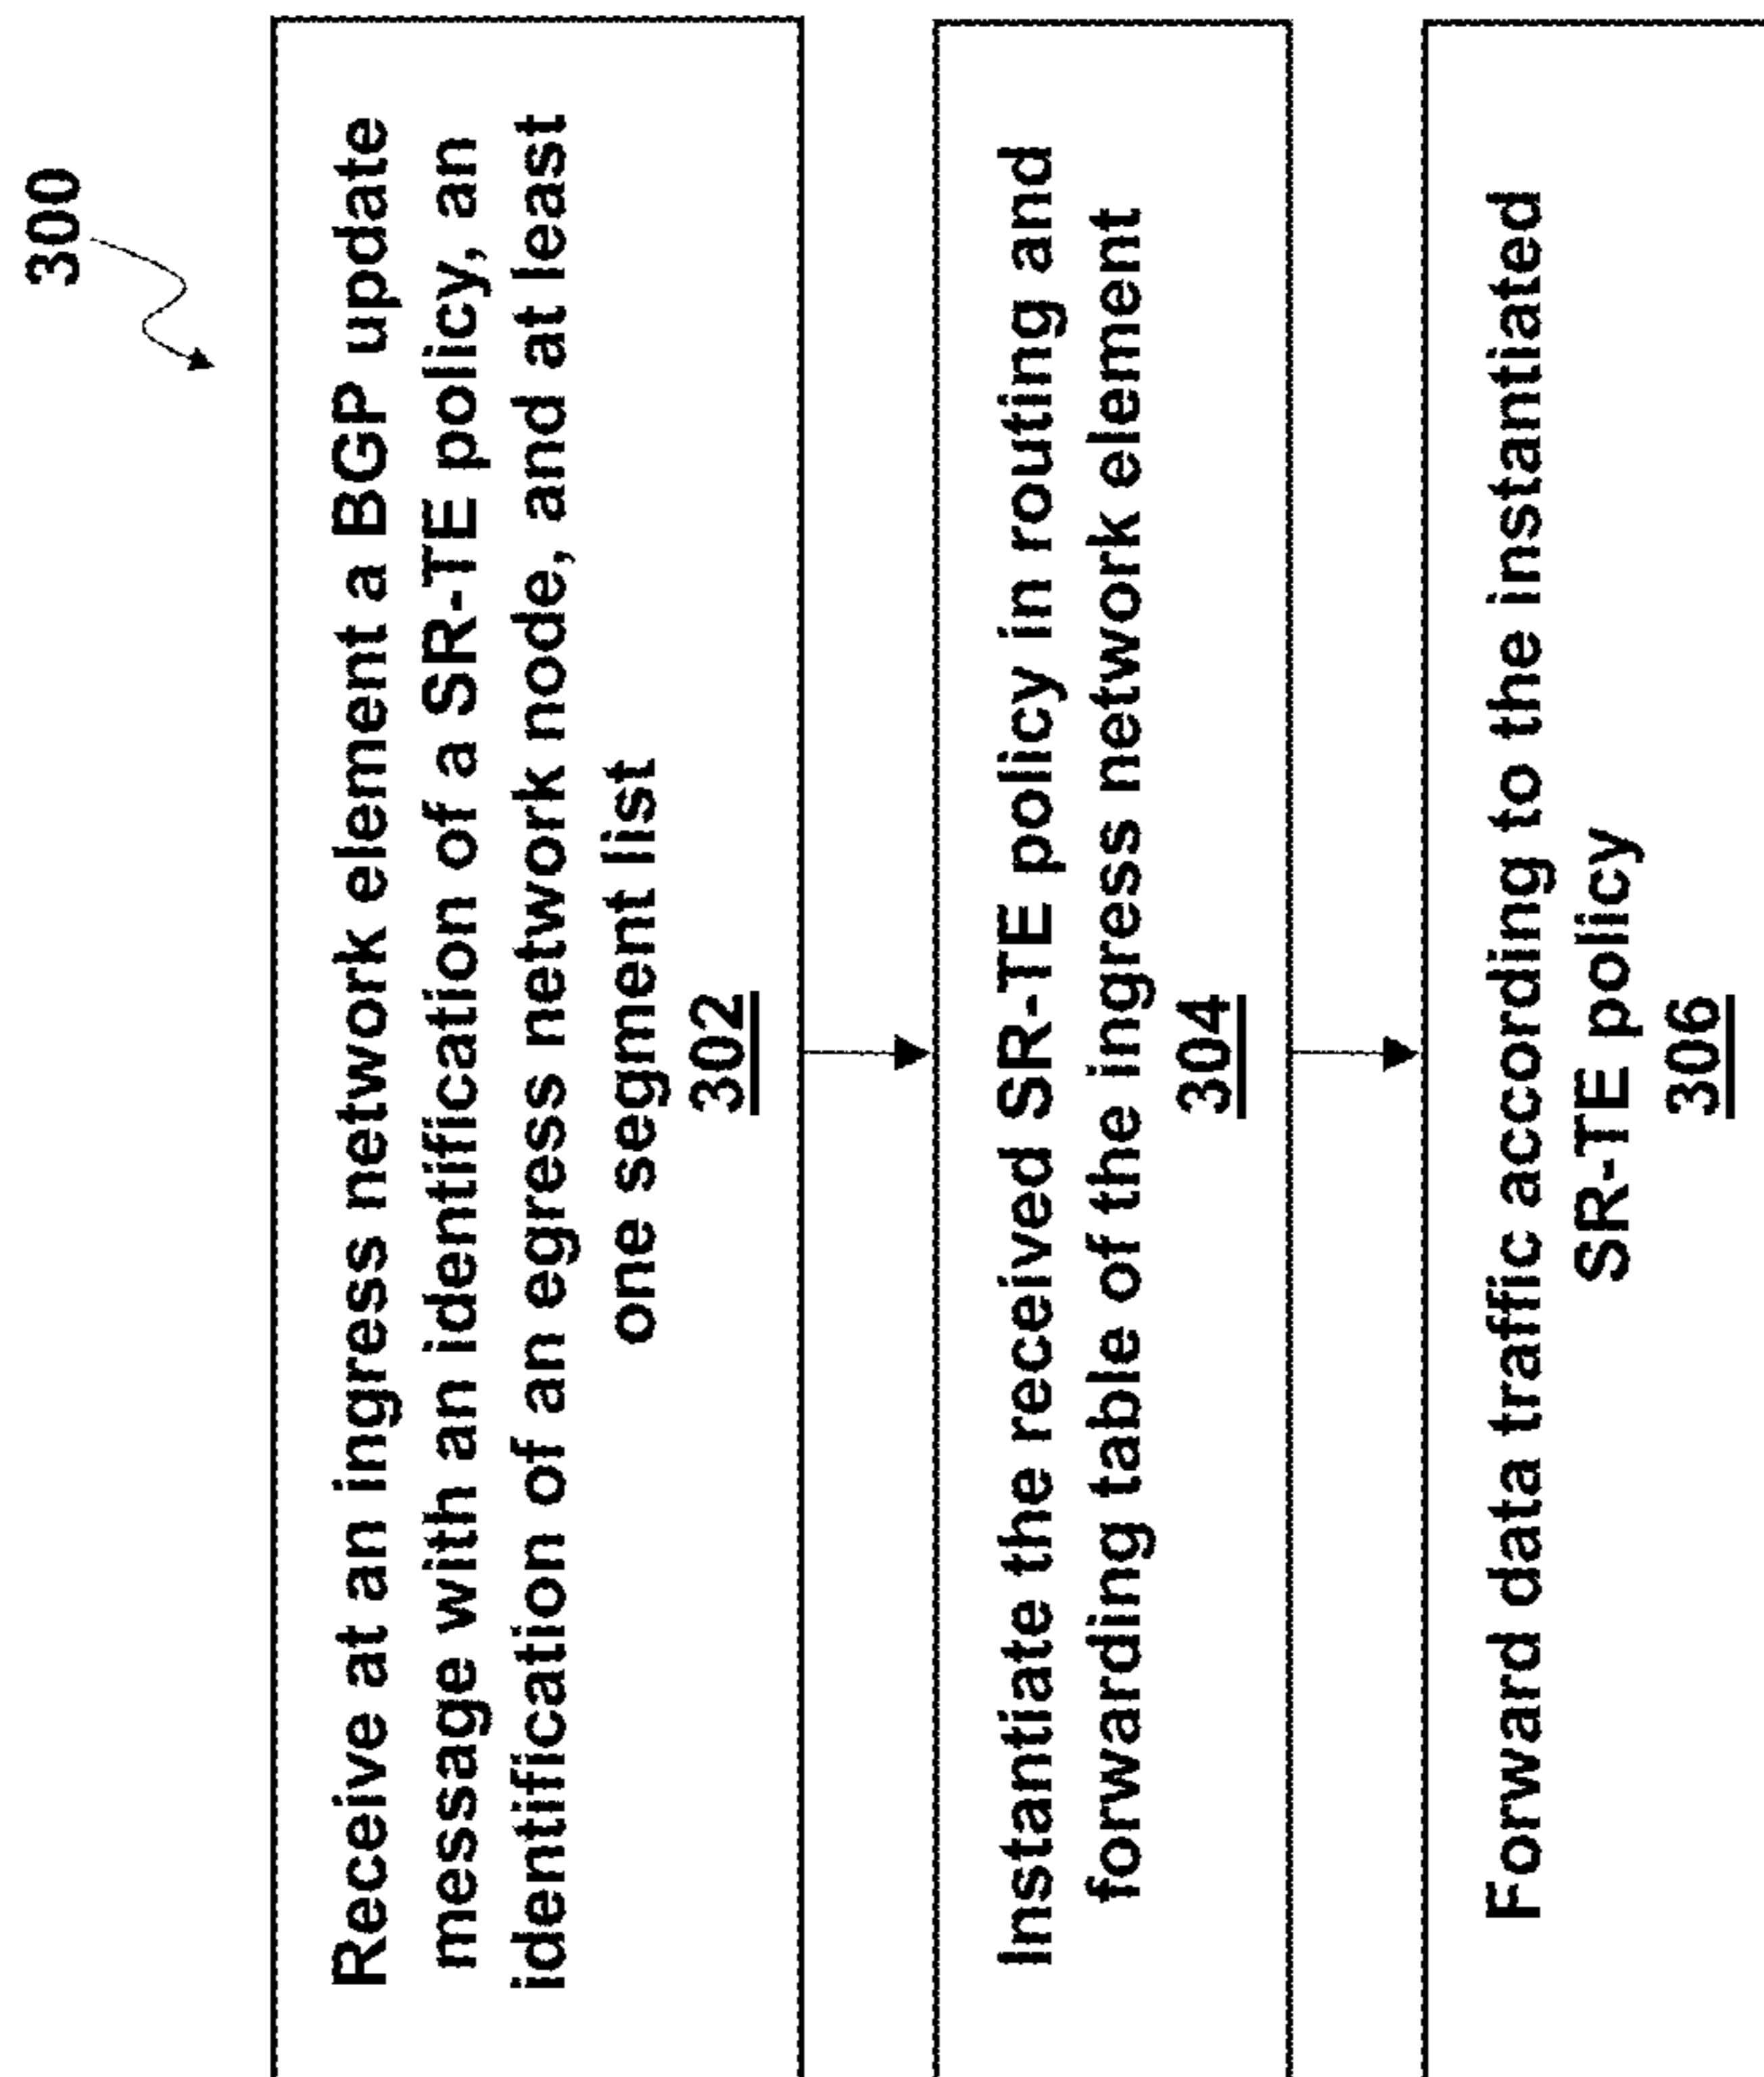 300
Receive at an ingress network element a BGP update
message with an identification of a SR-TE policy, an
identification of an egress network node, and at least
one segment list
302
Instantiate the received SR-TE policy in routing and
forwarding table of the ingress network element
304
Forward data traffic according to the instantiated
SR-TE policy
306